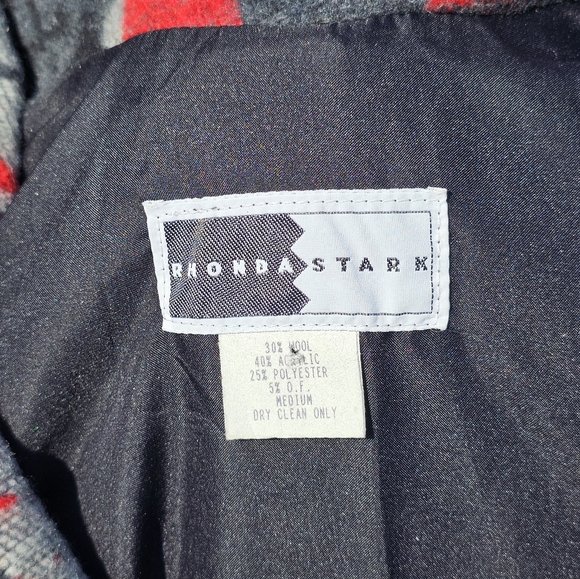 RHONDA STARK
30% WOOL
40% ACRYLIC
25% POLYESTER
5% O.F.
MEDIUM
DRY CLEAN ONLY